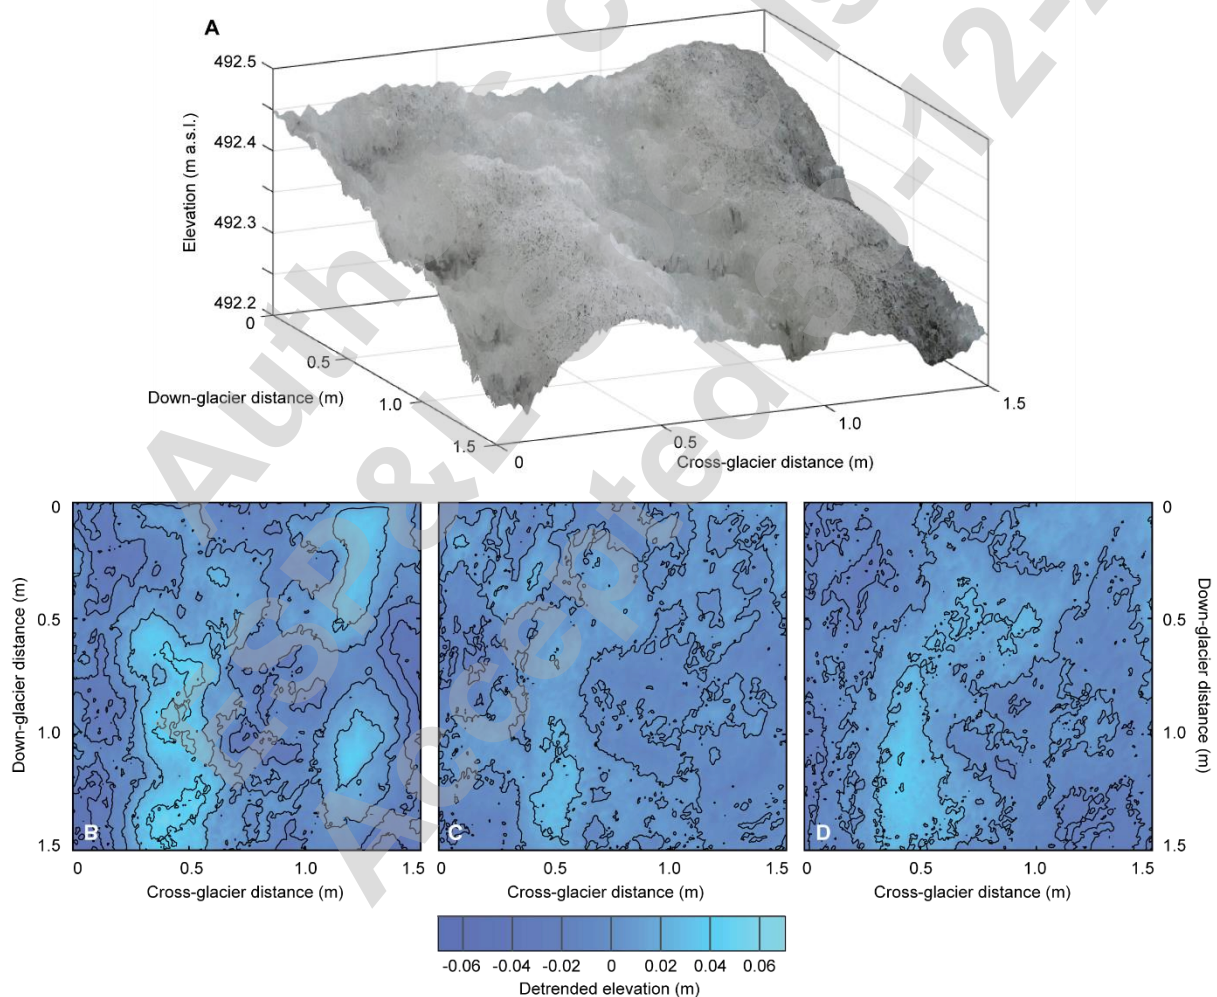 A
492.5
492.4
492.3
492.2
Elevation (m a.s.l.)
0
0.5
1.0
1.5
Down-glacier distance (m)
0
0.5
1.0
1.5
Cross-glacier distance (m)
0
0.5
1.0
1.5
Down-glacier distance (m)
B
C
D
0
0.5
1.0
1.5
Down-glacier distance (m)
0 0.5 1.0 1.5
Cross-glacier distance (m)
0 0.5 1.0 1.5
Cross-glacier distance (m)
0 0.5 1.0 1.5
Cross-glacier distance (m)
-0.06 -0.04 -0.02 0 0.02 0.04 0.06
Detrended elevation (m)
Auth
ESP&L
Accepted
12